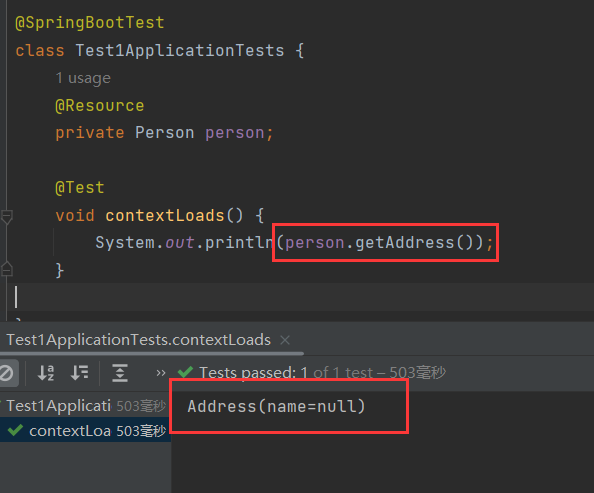 @SpringBootTest
class Test1ApplicationTests {
1 usage
@Resource
private Person person;
@Test
void contextLoads() {
System.out.println(person.getAddress());
}
}
Test1ApplicationTests.contextLoads ×
» Tests passed: 1 of 1 test – 503毫秒
Test1Applicati 503毫秒
contextLoa 503毫秒
Address(name=null)